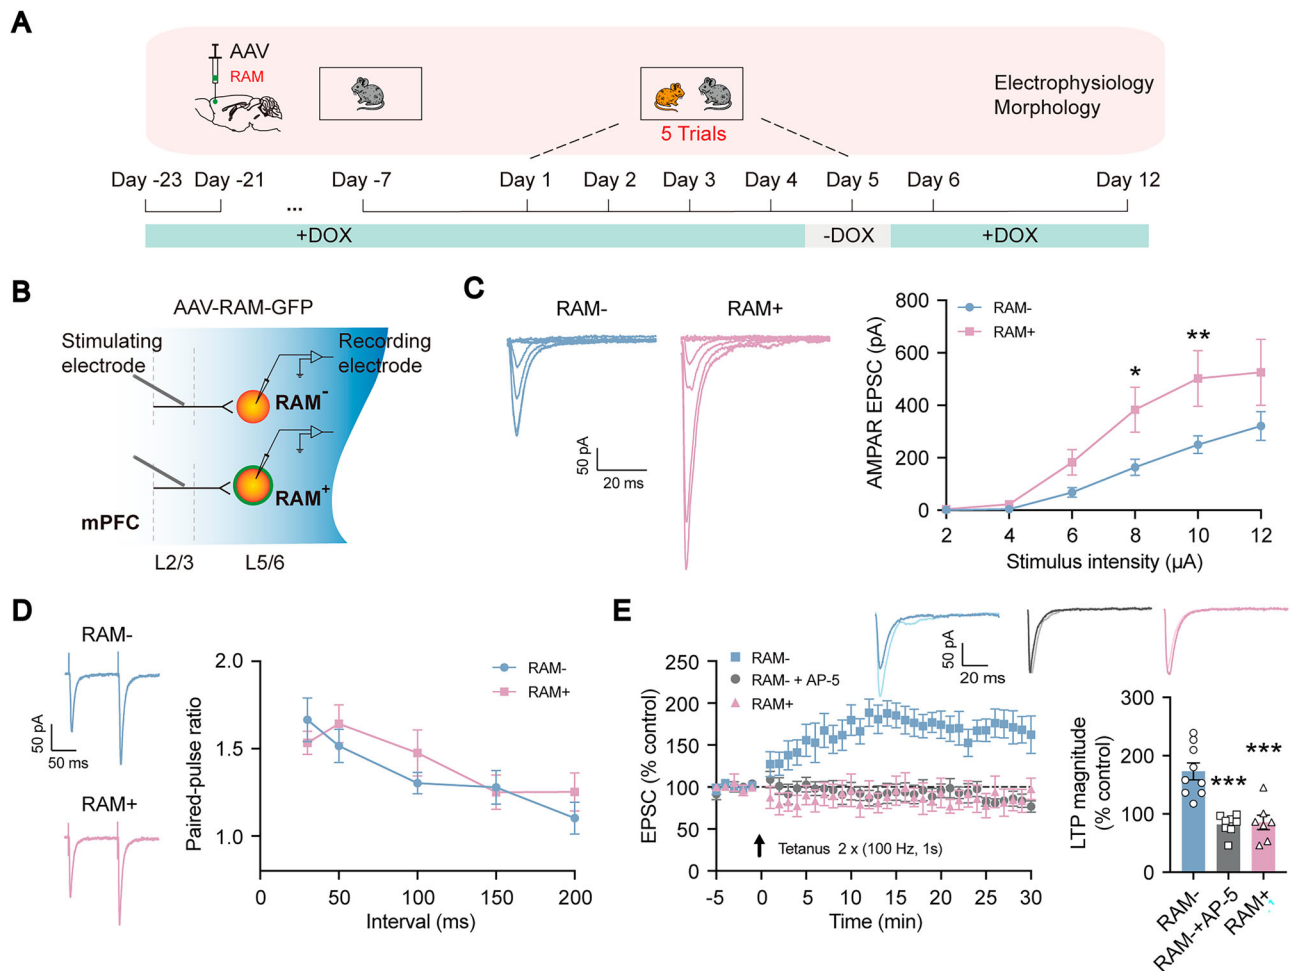 A
AAV
RAM
5 Trials
Electrophysiology
Morphology
Day -23
Day -21
...
Day -7
Day 1
Day 2
Day 3
Day 4
Day 5
Day 6
Day 12
+DOX
-DOX
+DOX
B
AAV-RAM-GFP
Stimulating
electrode
Recording
electrode
RAM-
RAM+
mPFC
L2/3
L5/6
C
RAM-
RAM+
50 pA
20 ms
AMPAR EPSC (pA)
800
600
400
200
0
RAM-
RAM+
*
**
2 4 6 8 10 12
Stimulus intensity (µA)
D
RAM-
50 pA
50 ms
RAM+
Paired-pulse ratio
2.0
1.5
1.0
RAM-
RAM+
0 50 100 150 200
Interval (ms)
E
50 pA
20 ms
EPSC (% control)
250
200
150
100
50
0
RAM-
RAM- + AP-5
RAM+
Tetanus 2 x (100 Hz, 1s)
-5 0 5 10 15 20 25 30
Time (min)
LTP magnitude
(% control)
300
200
100
0
***
***
RAM-
RAM-+AP-5
RAM+